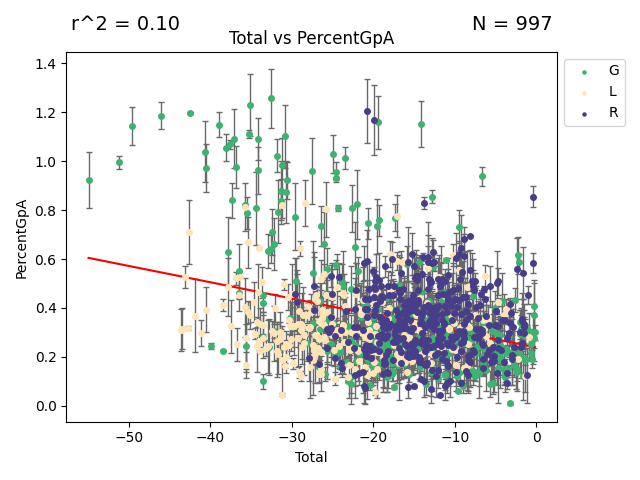 r^2 = 0.10
N = 997
Total vs PercentGpA
G
L
R
1.4
1.2
1.0
0.8
0.6
0.4
0.2
0.0
PercentGpA
−50
−40
−30
−20
−10
0
Total